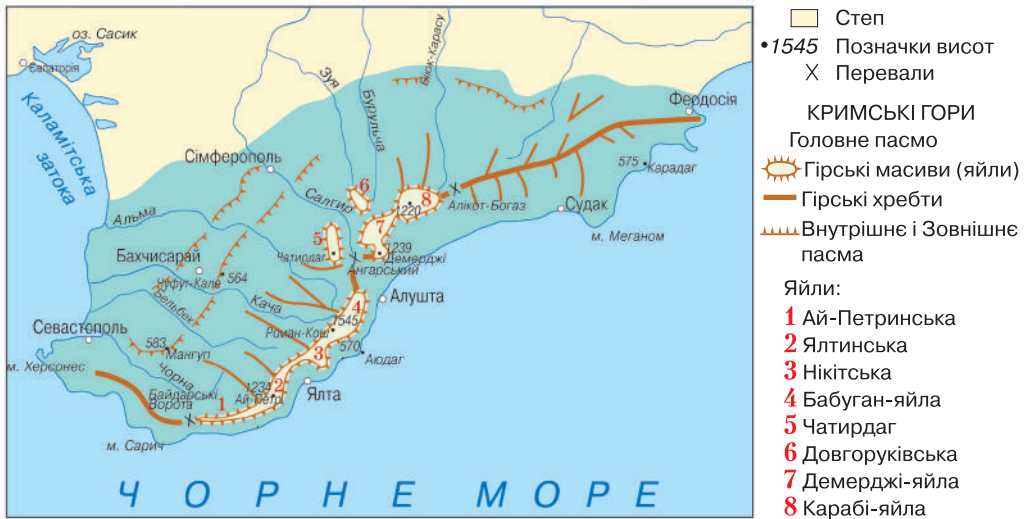 оз. Сасик
Євпаторія
Каламітська
затока
Зуя
Бурульча
Биюк-Карасу
Феодосія
575
Карадаг
Сімферополь
Салгир
6
8
1220
Алікот-Богаз
Судак
м. Меганом
Альма
7
5
1239
Демерджі
Чатирдаг
Ангарський
Бахчисарай
Чуфут-Кале
564
Бельбек
Кача
4
Алушта
1545
Роман-Кош
570
Аюдаг
3
Севастополь
583
Мангуп
м. Херсонес
Чорна
Байдарські
Ворота
1234
Ай-Петрі
2
1
Ялта
м. Сарич
ЧОРНЕ МОРЕ
Степ
•1545 Позначки висот
X Перевали
КРИМСЬКІ ГОРИ
Головне пасмо
Гірські масиви (яйли)
Гірські хребти
Внутрішнє і Зовнішнє
пасма
Яйли:
1 Ай-Петринська
2 Ялтинська
3 Нікітська
4 Бабуган-яйла
5 Чатирдаг
6 Довгоруківська
7 Демерджі-яйла
8 Карабі-яйла